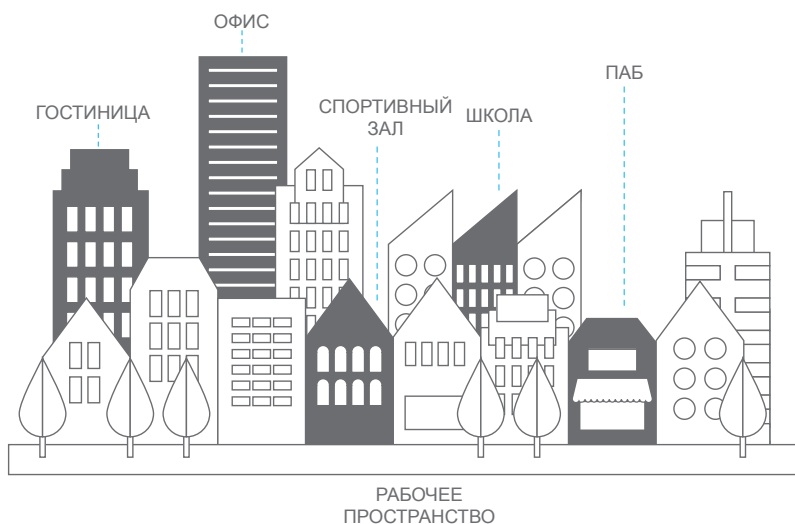 ОФИС
ПАБ
ГОСТИНИЦА
СПОРТИВНЫЙ
ЗАЛ
ШКОЛА
РАБОЧЕЕ
ПРОСТРАНСТВО